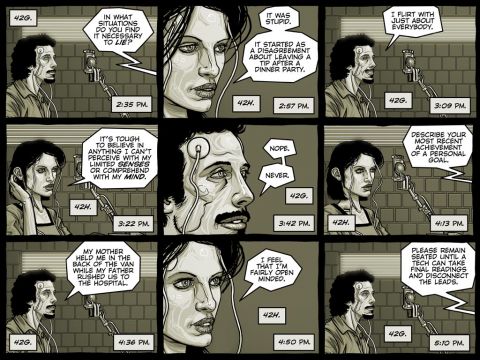 42G.
IN WHAT
SITUATIONS
DO YOU FIND
IT NECESSARY
TO LIE?
2:35 PM.
IT WAS
STUPID.
IT STARTED
AS A
DISAGREEMENT
ABOUT LEAVING A
TIP AFTER A
DINNER PARTY.
42H.
2:57 PM.
I FLIRT WITH
JUST ABOUT
EVERYBODY.
42G.
3:09 PM.
IT'S TOUGH
TO BELIEVE IN
ANYTHING I CAN'T
PERCEIVE WITH MY
LIMITED SENSES
OR COMPREHEND
WITH MY MIND.
42H.
3:22 PM.
NOPE.
NEVER.
42G.
3:42 PM.
DESCRIBE YOUR
MOST RECENT
ACHIEVEMENT
OF A PERSONAL
GOAL.
42H.
4:13 PM.
MY MOTHER
HELD ME IN THE
BACK OF THE VAN
WHILE MY FATHER
RUSHED US TO
THE HOSPITAL.
42G.
4:36 PM.
I FEEL
THAT I'M
FAIRLY OPEN
MINDED.
42H.
4:50 PM.
PLEASE REMAIN
SEATED UNTIL A
TECH CAN TAKE
FINAL READINGS
AND DISCONNECT
THE LEADS.
42G.
5:10 PM.